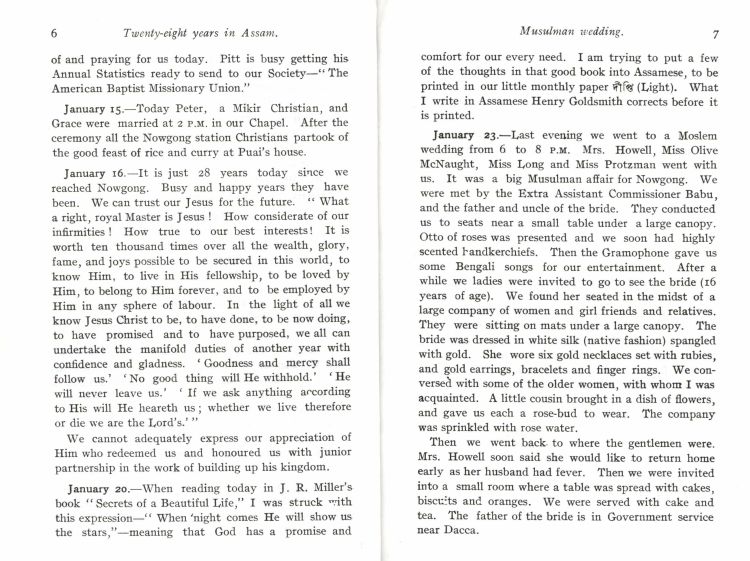 6 Twenty-eight years in Assam.
of and praying for us today. Pitt is busy getting his
Annual Statistics ready to send to our Society—“ The
American Baptist Missionary Union.”
January 15.—Today Peter, a Mikir Christian, and
Grace were married at 2 P.M. in our Chapel. After the
ceremony all the Nowgong station Christians partook of
the good feast of rice and curry at Puai's house.
January 16.—It is just 28 years today since we
reached Nowgong. Busy and happy years they have
been. We can trust our Jesus for the future. “ What
a right, royal Master is Jesus ! How considerate of our
infirmities ! How true to our best interests! It is
worth ten thousand times over all the wealth, glory,
fame, and joys possible to be secured in this world, to
know Him, to live in His fellowship, to be loved by
Him, to belong to Him forever, and to be employed by
Him in any sphere of labour. In the light of all we
know Jesus Christ to be, to have done, to be now doing,
to have promised and to have purposed, we all can
undertake the manifold duties of another year with
confidence and gladness. ‘ Goodness and mercy shall
follow us.’ ‘ No good thing will He withhold.’ ‘ He
will never leave us.’ ‘ If we ask anything according
to His will He heareth us ; whether we live therefore
or die we are the Lord's.’ ”
We cannot adequately express our appreciation of
Him who redeemed us and honoured us with junior
partnership in the work of building up his kingdom.
January 20.—When reading today in J. R. Miller's
book “ Secrets of a Beautiful Life,” I was struck with
this expression—“ When night comes He will show us
the stars,”—meaning that God has a promise and
Musulman wedding. 7
comfort for our every need. I am trying to put a few
of the thoughts in that good book into Assamese, to be
printed in our little monthly paper দীপ্তি (Light). What
I write in Assamese Henry Goldsmith corrects before it
is printed.
January 23.—Last evening we went to a Moslem
wedding from 6 to 8 P.M. Mrs. Howell, Miss Olive
McNaught, Miss Long and Miss Protzman went with
us. It was a big Musulman affair for Nowgong. We
were met by the Extra Assistant Commissioner Babu,
and the father and uncle of the bride. They conducted
us to seats near a small table under a large canopy.
Otto of roses was presented and we soon had highly
scented handkerchiefs. Then the Gramophone gave us
some Bengali songs for our entertainment. After a
while we ladies were invited to go to see the bride (16
years of age). We found her seated in the midst of a
large company of women and girl friends and relatives.
They were sitting on mats under a large canopy. The
bride was dressed in white silk (native fashion) spangled
with gold. She wore six gold necklaces set with rubies,
and gold earrings, bracelets and finger rings. We con-
versed with some of the older women, with whom I was
acquainted. A little cousin brought in a dish of flowers,
and gave us each a rose-bud to wear. The company
was sprinkled with rose water.
Then we went back to where the gentlemen were.
Mrs. Howell soon said she would like to return home
early as her husband had fever. Then we were invited
into a small room where a table was spread with cakes,
biscuits and oranges. We were served with cake and
tea. The father of the bride is in Government service
near Dacca.